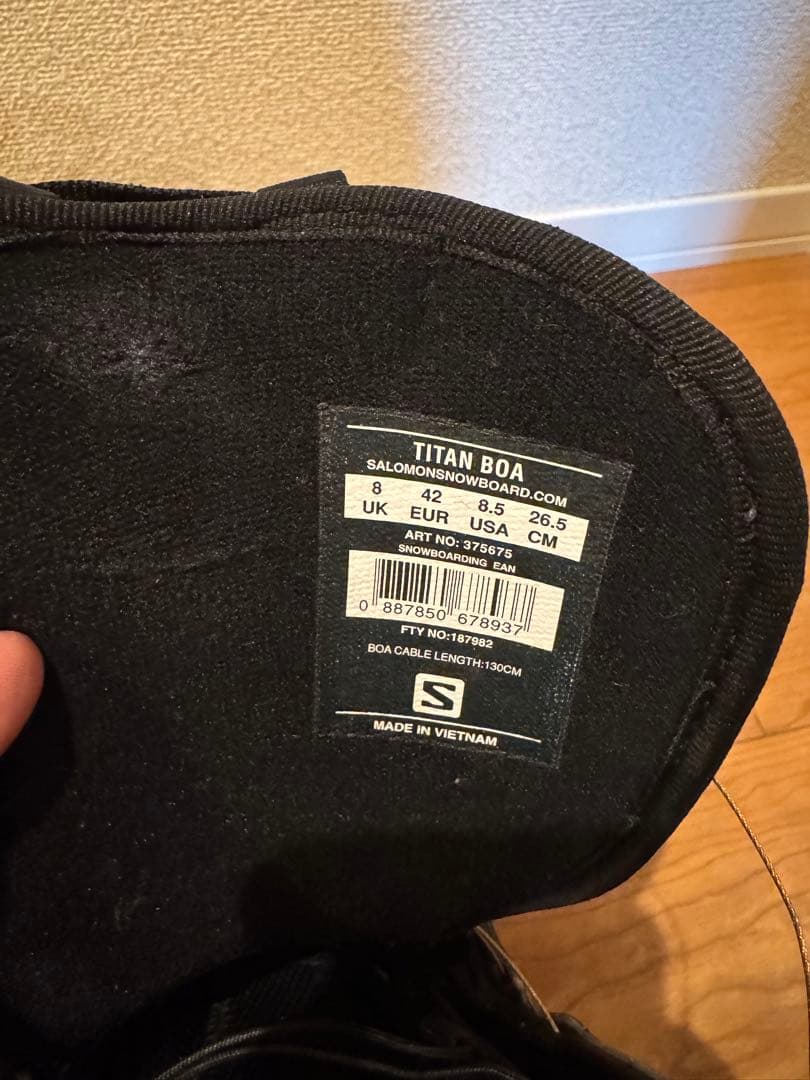 TITAN BOA
SALOMONSNOWBOARD.COM
8 42 8.5 26.5
UK EUR USA CM
ART NO: 375675
SNOWBOARDING EAN
0 887850 678937
FTY NO:187982
BOA CABLE LENGTH:130CM
S
MADE IN VIETNAM